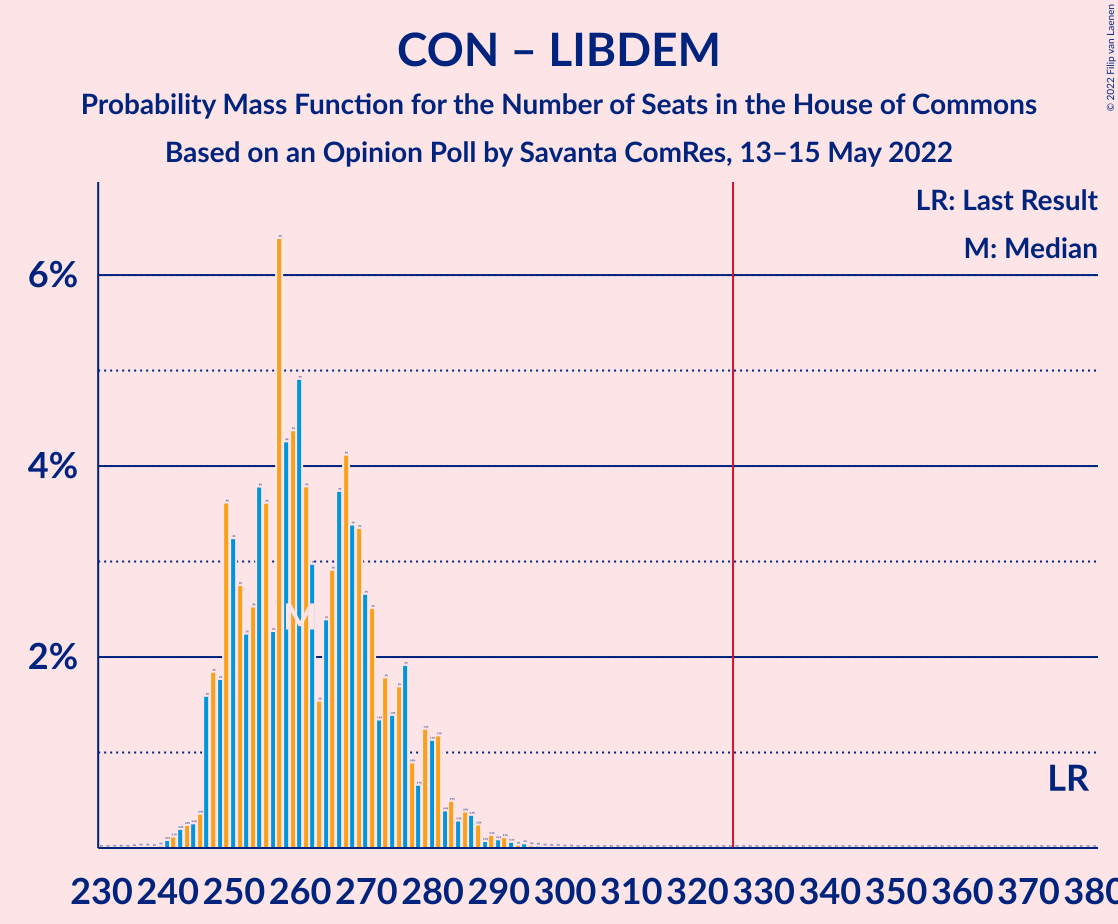 CON – LIBDEM
Probability Mass Function for the Number of Seats in the House of Commons
Based on an Opinion Poll by Savanta ComRes, 13–15 May 2022
© 2022 Filip van Laenen
LR: Last Result
M: Median
6%
4%
2%
M
LR
230 240 250 260 270 280 290 300 310 320 330 340 350 360 370 380